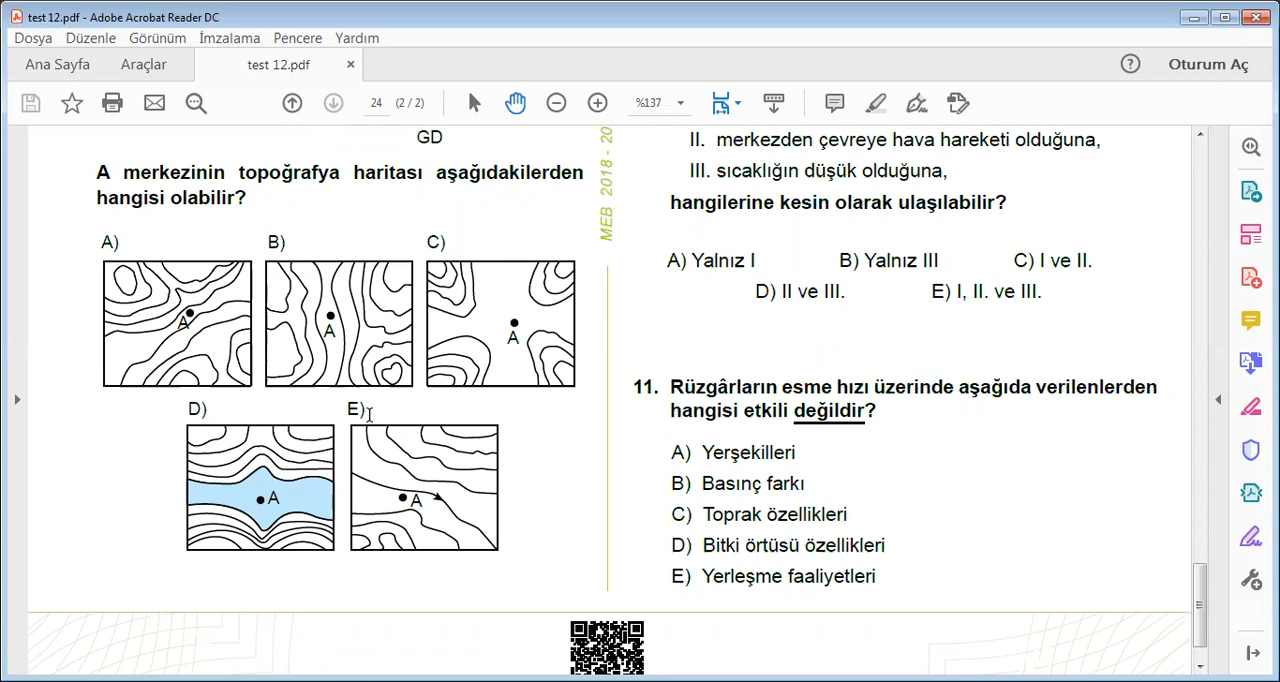 test 12.pdf - Adobe Acrobat Reader DC
Dosya Düzenle Görünüm İmzalama Pencere Yardım
Ana Sayfa Araçlar test 12.pdf × ? Oturum Aç
24 (2 / 2) %137
GD
A merkezinin topoğrafya haritası aşağıdakilerden
hangisi olabilir?
A) B) C)
A A A
D) E)
A A
MEB 2018 - 20
II. merkezden çevreye hava hareketi olduğuna,
III. sıcaklığın düşük olduğuna,
hangilerine kesin olarak ulaşılabilir?
A) Yalnız I B) Yalnız III C) I ve II.
D) II ve III. E) I, II. ve III.
11. Rüzgârların esme hızı üzerinde aşağıda verilenlerden
hangisi etkili değildir?
A) Yerşekilleri
B) Basınç farkı
C) Toprak özellikleri
D) Bitki örtüsü özellikleri
E) Yerleşme faaliyetleri